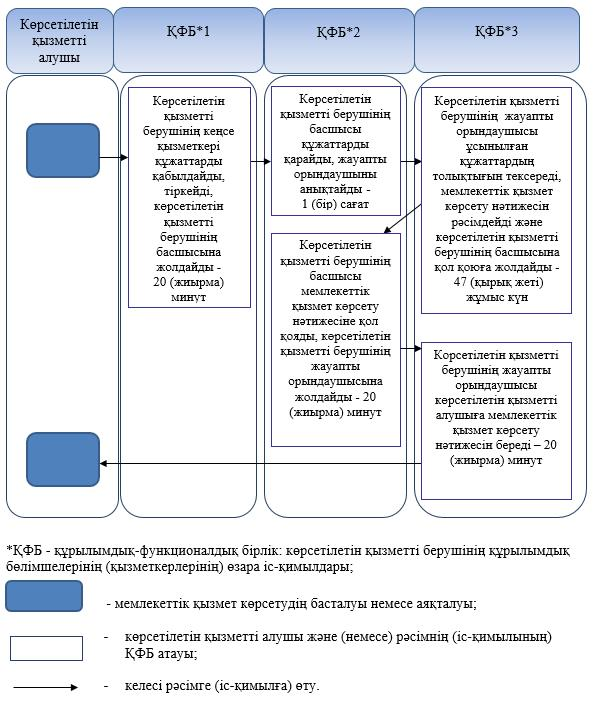 Көрсетілетін
қызметті
алушы
ҚФБ*1
ҚФБ*2
ҚФБ*3
Көрсетілетін
қызметті
берушінің кеңсе
қызметкері
құжаттарды
қабылдайды,
тіркейді,
көрсетілетін
қызметті
берушінің
басшысына
жолдайды -
20 (жиырма)
минут
Көрсетілетін
қызметті берушінің
басшысы
құжаттарды
қарайды, жауапты
орындаушыны
анықтайды -
1 (бір) сағат
Көрсетілетін
қызметті берушінің
басшысы
мемлекеттік
қызмет көрсету
нәтижесіне қол
қояды, көрсетілетін
қызметті берушінің
жауапты
орындаушысына
жолдайды - 20
(жиырма) минут
Көрсетілетін қызметті
берушінің жауапты
орындаушысы
ұсынылған
құжаттардың
толықтығын тексереді,
мемлекеттік қызмет
көрсету нәтижесін
рәсімдейді және
көрсетілетін қызметті
берушінің басшысына
қол қоюға жолдайды -
47 (қырық жеті)
жұмыс күн
Корсетілетін қызметті
берушінің жауапты
орындаушысы
көрсетілетін қызметті
алушыға мемлекеттік
қызмет көрсету
нәтижесін береді – 20
(жиырма) минут
*ҚФБ - құрылымдық-функционалдық бірлік: көрсетілетін қызметті берушінің құрылымдық
бөлімшелерінің (қызметкерлерінің) өзара іс-қимылдары;
- мемлекеттік қызмет көрсетудің басталуы немесе аяқталуы;
- көрсетілетін қызметті алушы және (немесе) рәсімнің (іс-қимылының)
ҚФБ атауы;
- келесі рәсімге (іс-қимылға) өту.